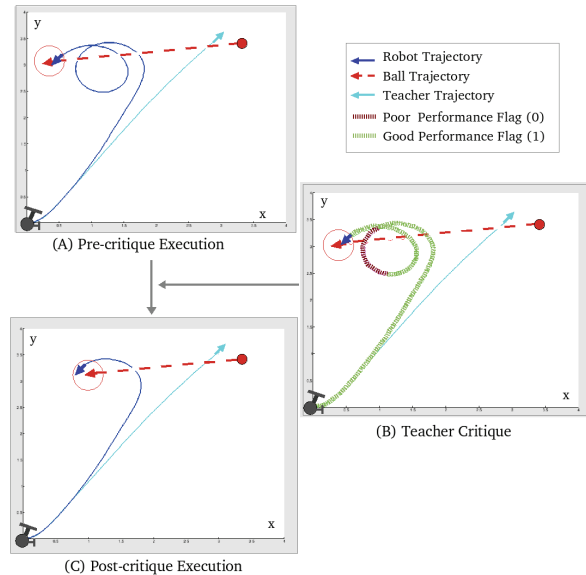 y
x
(A) Pre-critique Execution
Robot Trajectory
Ball Trajectory
Teacher Trajectory
Poor Performance Flag (0)
Good Performance Flag (1)
y
x
(B) Teacher Critique
y
x
(C) Post-critique Execution